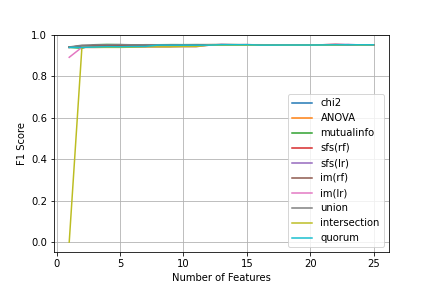 1.0
0.8
0.6
0.4
0.2
0.0
F1 Score
0
5
10
15
20
25
Number of Features
chi2
ANOVA
mutualinfo
sfs(rf)
sfs(lr)
im(rf)
im(lr)
union
intersection
quorum